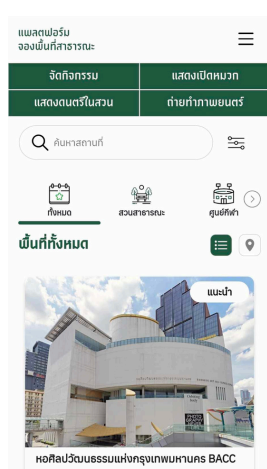 แพลตฟอร์ม
จองพื้นที่สาธารณะ
จัดกิจกรรม
แสดงเปิดหมวก
แสดงดนตรีในสวน
ถ่ายทำภาพยนตร์
ค้นหาสถานที่
ทั้งหมด
สวนสาธารณะ
ศูนย์กีฬา
พื้นที่ทั้งหมด
แนะนำ
หอศิลปวัฒนธรรมแห่งกรุงเทพมหานคร BACC